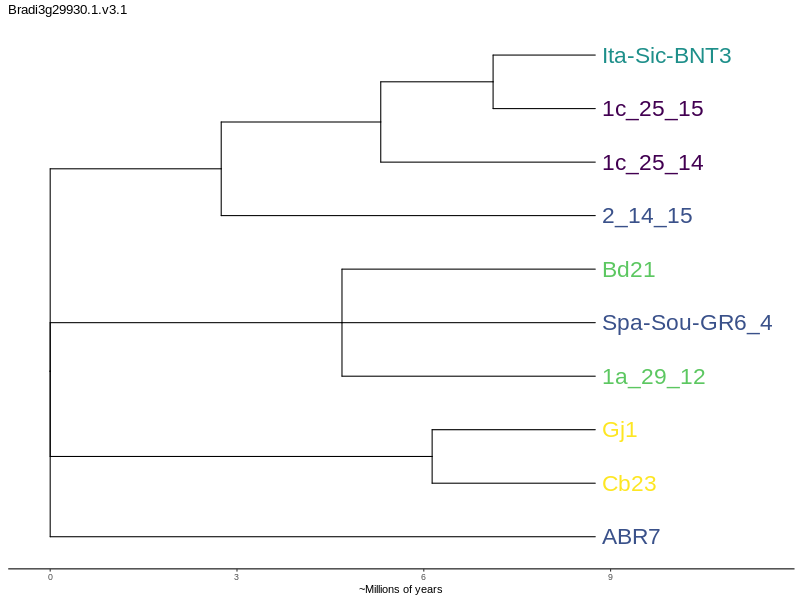 Bradi3g29930.1.v3.1
Ita-Sic-BNT3
1c_25_15
1c_25_14
2_14_15
Bd21
Spa-Sou-GR6_4
1a_29_12
Gj1
Cb23
ABR7
0 3 6 9
~Millions of years